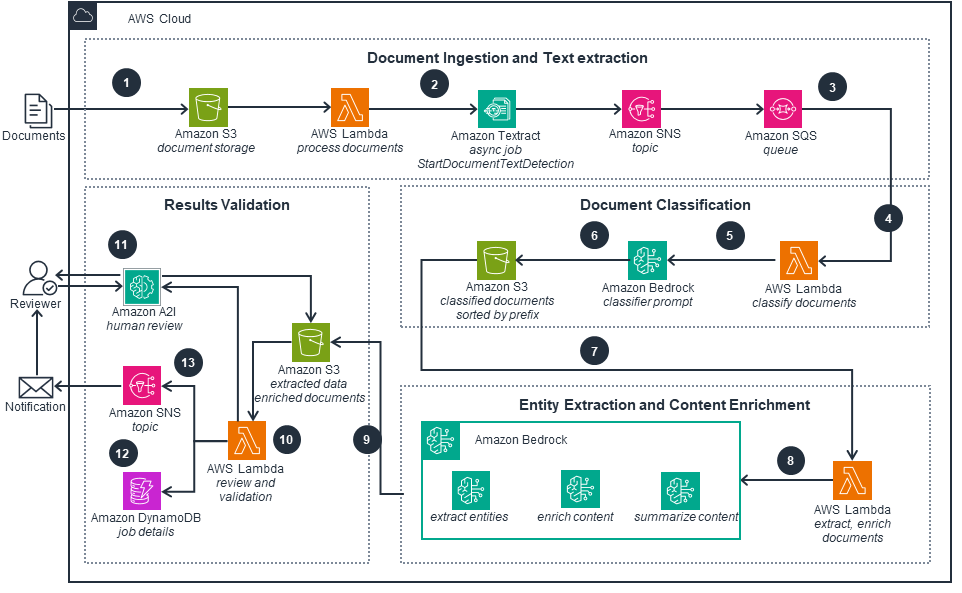 AWS Cloud
Document Ingestion and Text extraction
1
2
3
Documents
Amazon S3
document storage
AWS Lambda
process documents
Amazon Textract
async job
StartDocumentTextDetection
Amazon SNS
topic
Amazon SQS
queue
Document Classification
4
5
6
AWS Lambda
classify documents
Amazon Bedrock
classifier prompt
Amazon S3
classified documents
sorted by prefix
7
Entity Extraction and Content Enrichment
8
AWS Lambda
extract, enrich
documents
Amazon Bedrock
extract entities
enrich content
summarize content
9
Results Validation
11
Reviewer
Amazon A2I
human review
Amazon S3
extracted data
enriched documents
13
Notification
Amazon SNS
topic
10
AWS Lambda
review and
validation
12
Amazon DynamoDB
job details